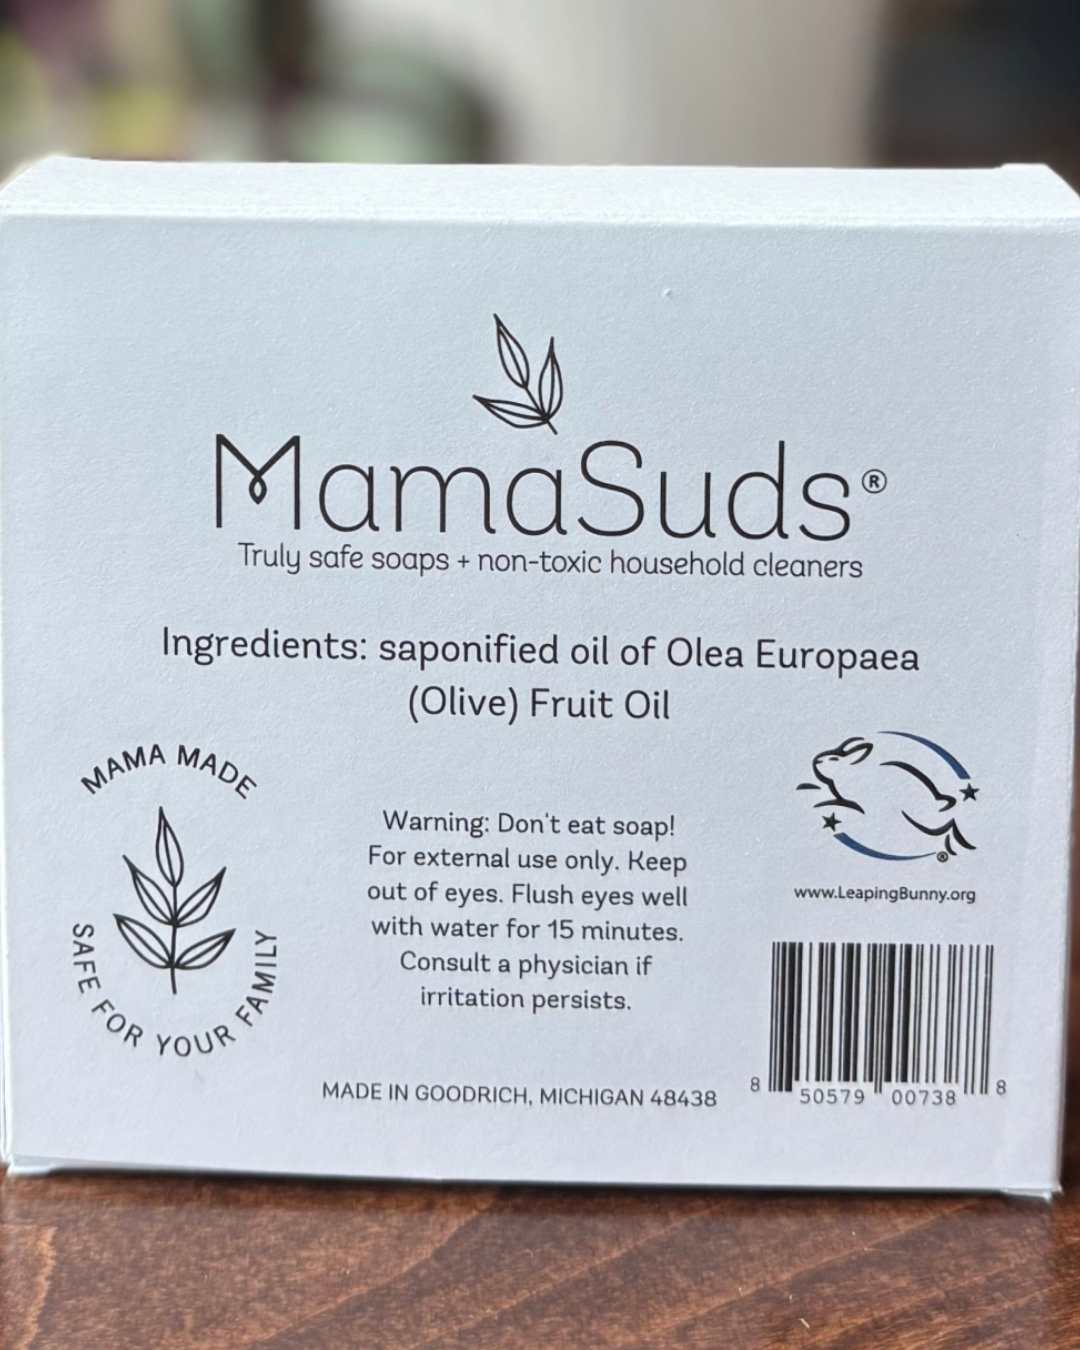 MamaSuds®
Truly safe soaps + non-toxic household cleaners
Ingredients: saponified oil of Olea Europaea
(Olive) Fruit Oil
MAMA MADE
SAFE FOR YOUR FAMILY
Warning: Don't eat soap!
For external use only. Keep
out of eyes. Flush eyes well
with water for 15 minutes.
Consult a physician if
irritation persists.
®
www.LeapingBunny.org
MADE IN GOODRICH, MICHIGAN 48438
8 50579 00738 8